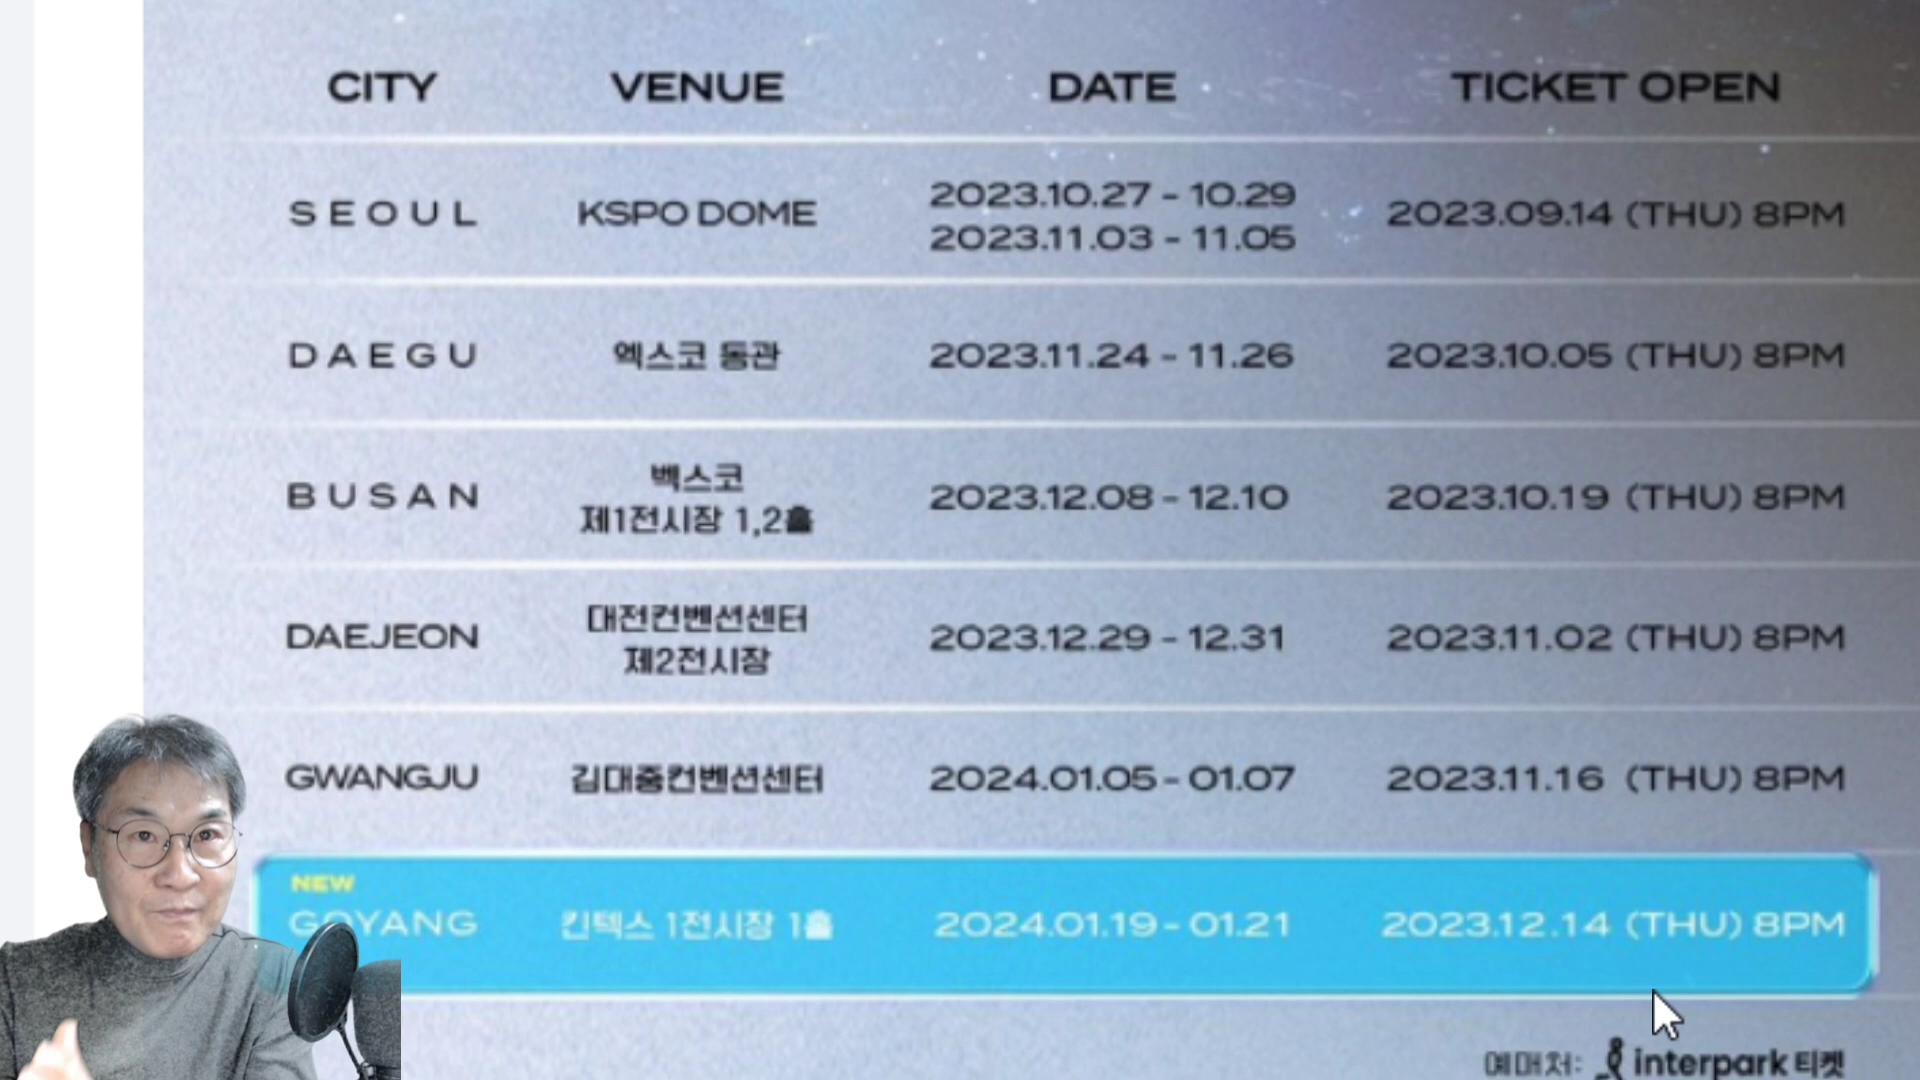 CITY VENUE DATE TICKET OPEN
SEOUL KSPO DOME 2023.10.27 - 10.29 2023.09.14 (THU) 8PM
2023.11.03 - 11.05
DAEGU 엑스코 동관 2023.11.24 - 11.26 2023.10.05 (THU) 8PM
벡스코
BUSAN 2023.12.08 - 12.10 2023.10.19 (THU) 8PM
제1전시장 1,2홀
대전컨벤션센터
DAEJEON 2023.12.29 - 12.31 2023.11.02 (THU) 8PM
제2전시장
GWANGJU 김대중컨벤션센터 2024.01.05 - 01.07 2023.11.16 (THU) 8PM
NEW
GOYANG 킨텍스 1전시장 1홀 2024.01.19 - 01.21 2023.12.14 (THU) 8PM
예매처: interpark 티켓